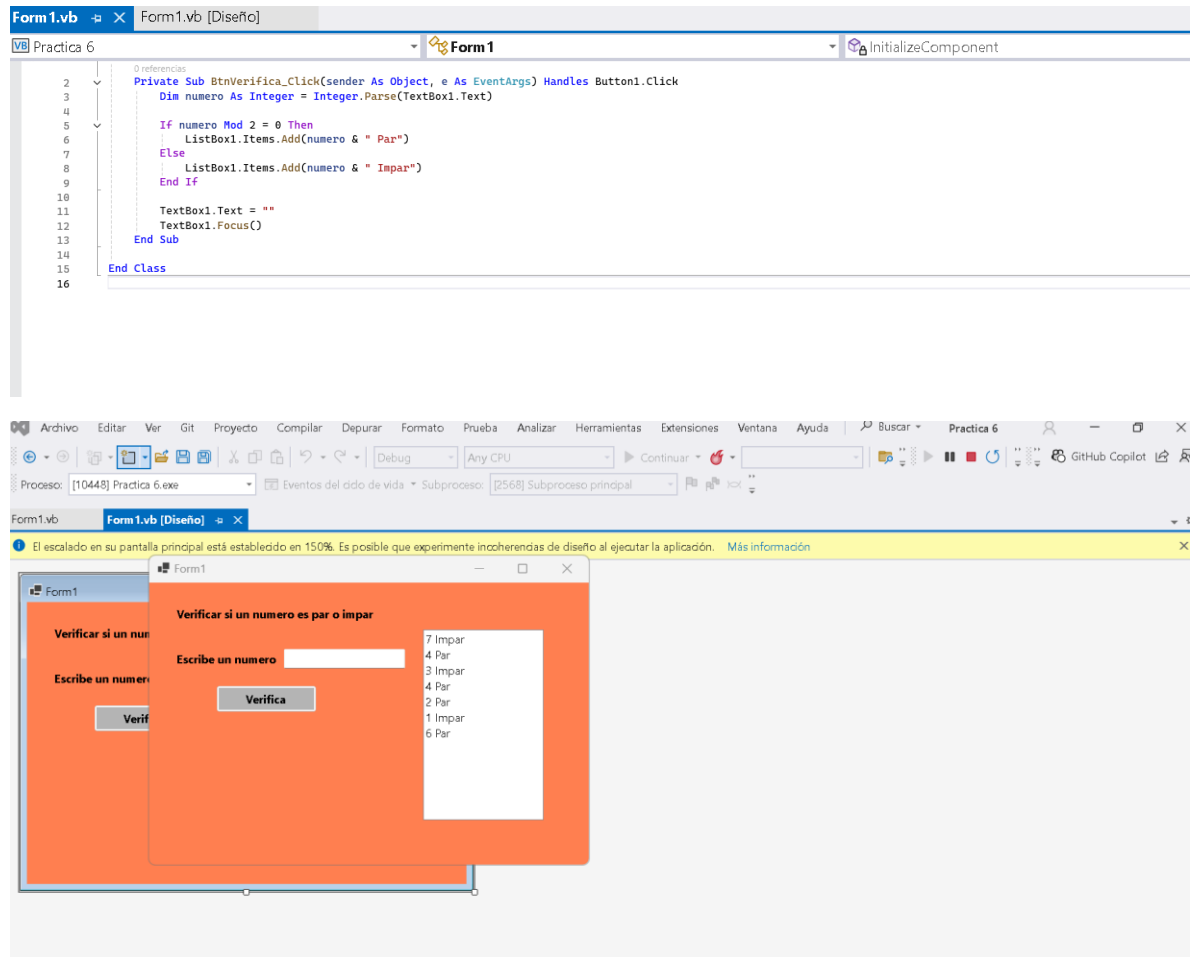 Form1.vb
Form1.vb [Diseño]
VB Practica 6
Form1
InitializeComponent
0 referencias
2 Private Sub BtnVerifica_Click(sender As Object, e As EventArgs) Handles Button1.Click
3 Dim numero As Integer = Integer.Parse(TextBox1.Text)
4
5 If numero Mod 2 = 0 Then
6 ListBox1.Items.Add(numero & " Par")
7 Else
8 ListBox1.Items.Add(numero & " Impar")
9 End If
10
11 TextBox1.Text = ""
12 TextBox1.Focus()
13 End Sub
14
15 End Class
16
Archivo Editar Ver Git Proyecto Compilar Depurar Formato Prueba Analizar Herramientas Extensiones Ventana Ayuda Buscar Practica 6
Debug Any CPU Continuar GitHub Copilot
Proceso: [10448] Practica 6.exe Eventos del ciclo de vida Subproceso: [2568] Subproceso principal
Form1.vb Form1.vb [Diseño]
El escalado en su pantalla principal está establecido en 150%. Es posible que experimente incoherencias de diseño al ejecutar la aplicación. Más información
Form1
Verificar si un num
Escribe un numer
Verif
Form1
Verificar si un numero es par o impar
Escribe un numero
Verifica
7 Impar
4 Par
3 Impar
4 Par
2 Par
1 Impar
6 Par